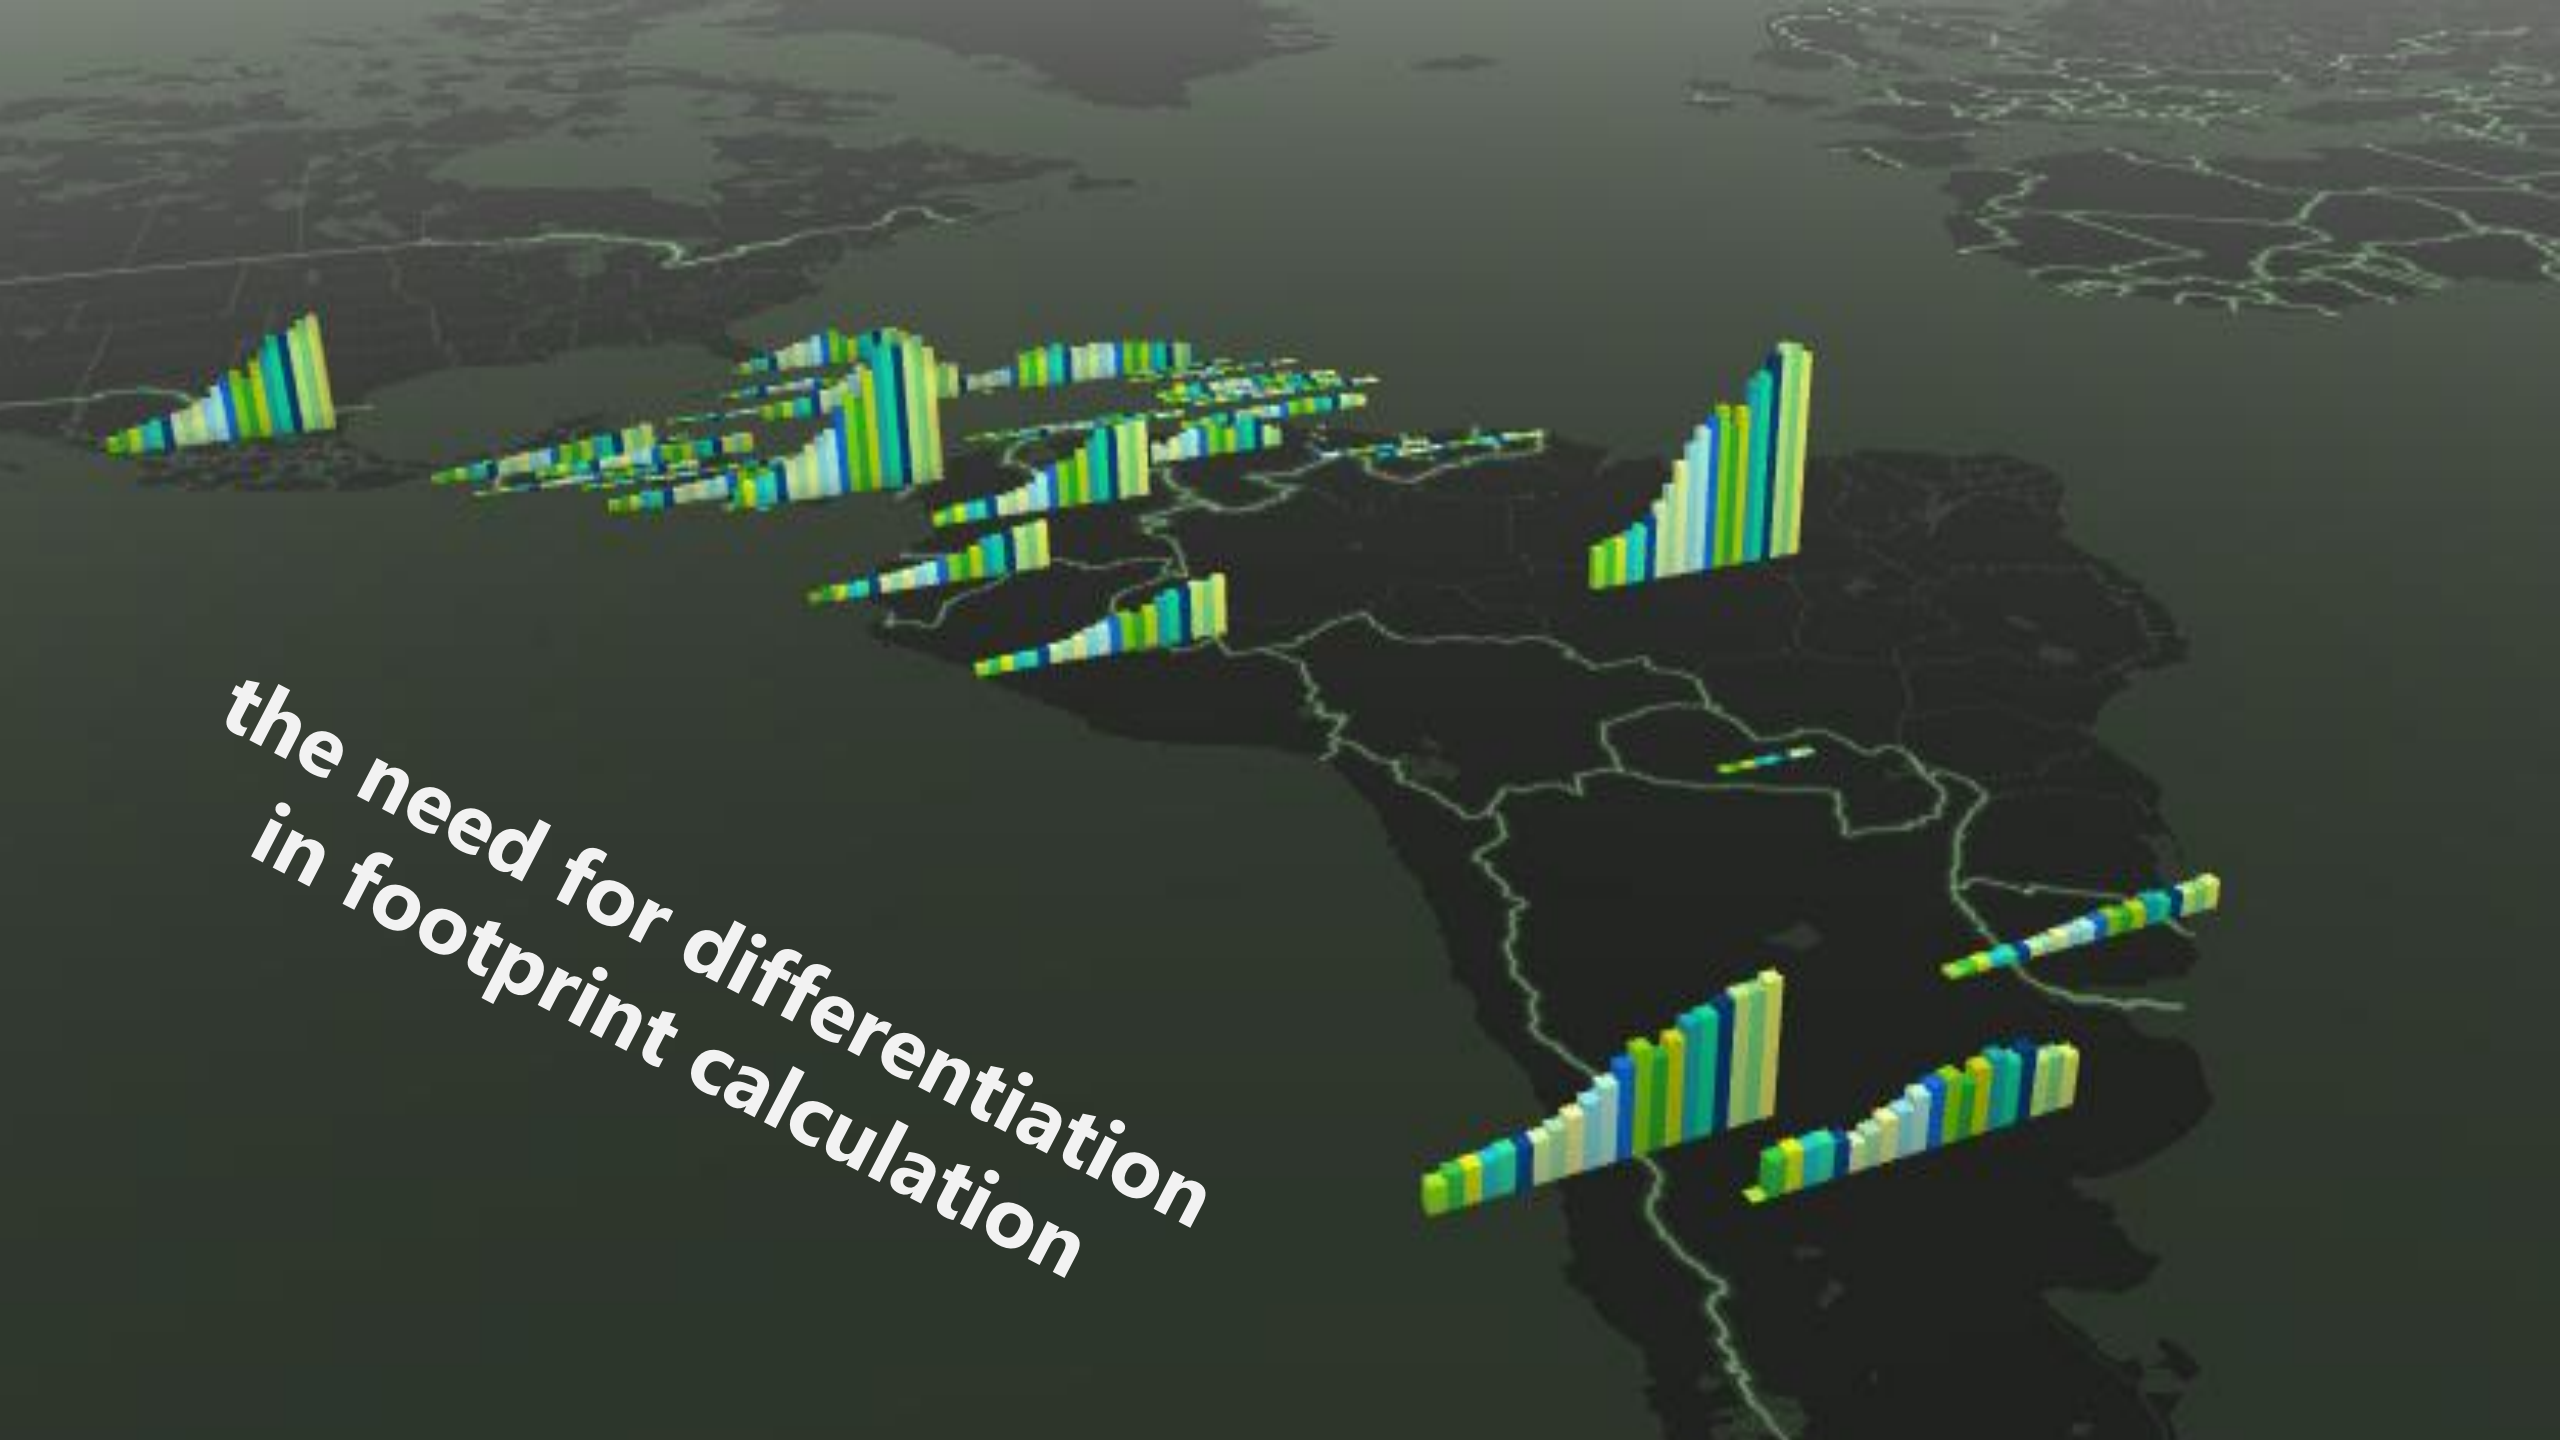 the need for differentiation
in footprint calculation